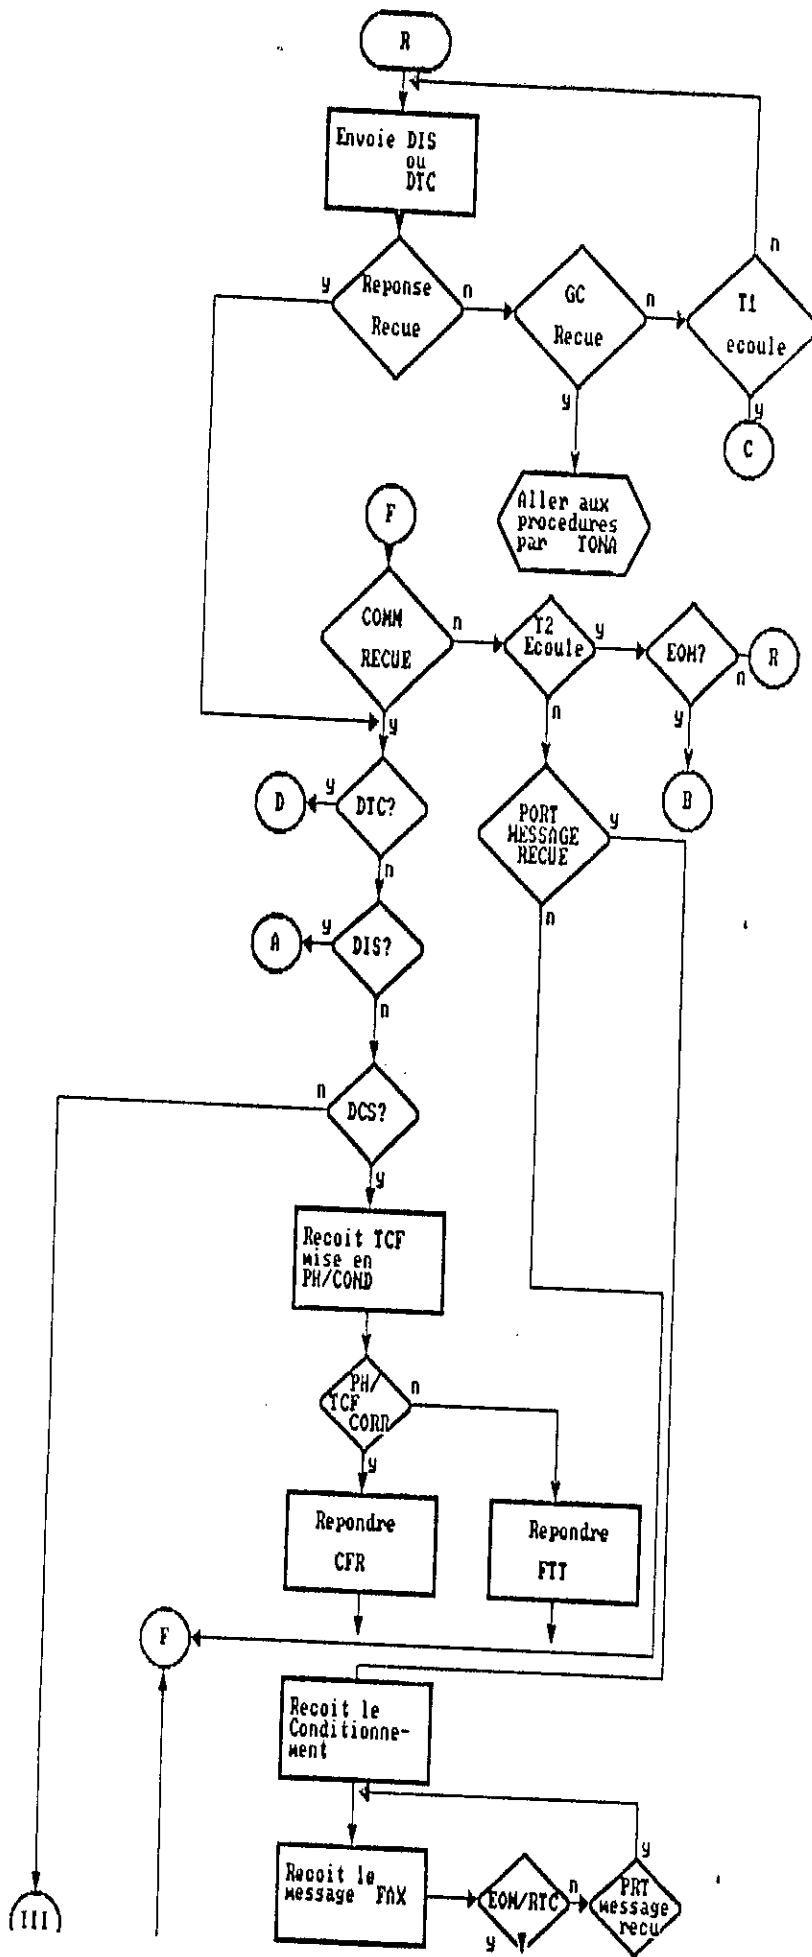 R
Envoie DIS
ou
DTC
y
Reponse
Recue
n
GC
Recue
n
T1
ecoule
n
y
y
C
Aller aux
procedures
par TONA
F
COMM
RECUE
n
T2
Ecoule
y
EOM?
n
R
y
n
y
B
D
y
DTC?
n
PORT
MESSAGE
RECUE
y
n
A
y
DIS?
n
n
DCS?
y
Recoit TCF
mise en
PH/COND
PH/
TCF
CORR
n
y
Repondre
CFR
Repondre
FTT
F
Recoit le
Conditionne-
ment
Recoit le
message FAX
EOM/RTC
n
y
PRT
message
recu
y
(III)